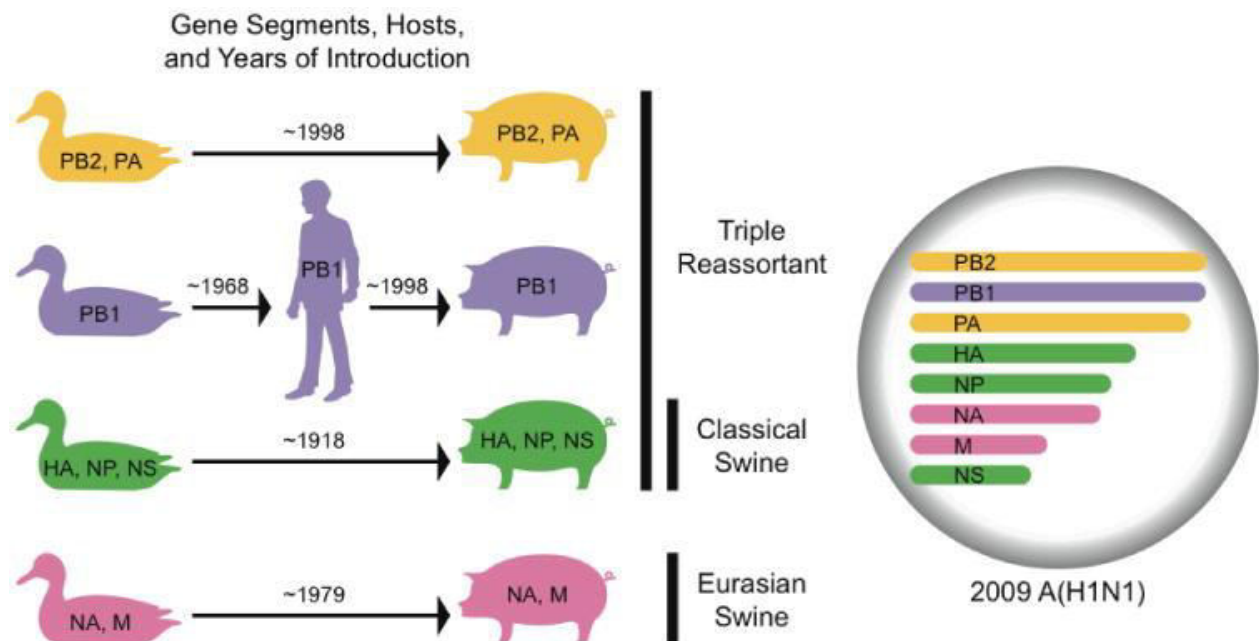 Gene Segments, Hosts,
and Years of Introduction
PB2, PA
~1998
PB2, PA
PB1
~1968
PB1
~1998
PB1
HA, NP, NS
~1918
HA, NP, NS
NA, M
~1979
NA, M
Triple
Reassortant
Classical
Swine
Eurasian
Swine
PB2
PB1
PA
HA
NP
NA
M
NS
2009 A(H1N1)